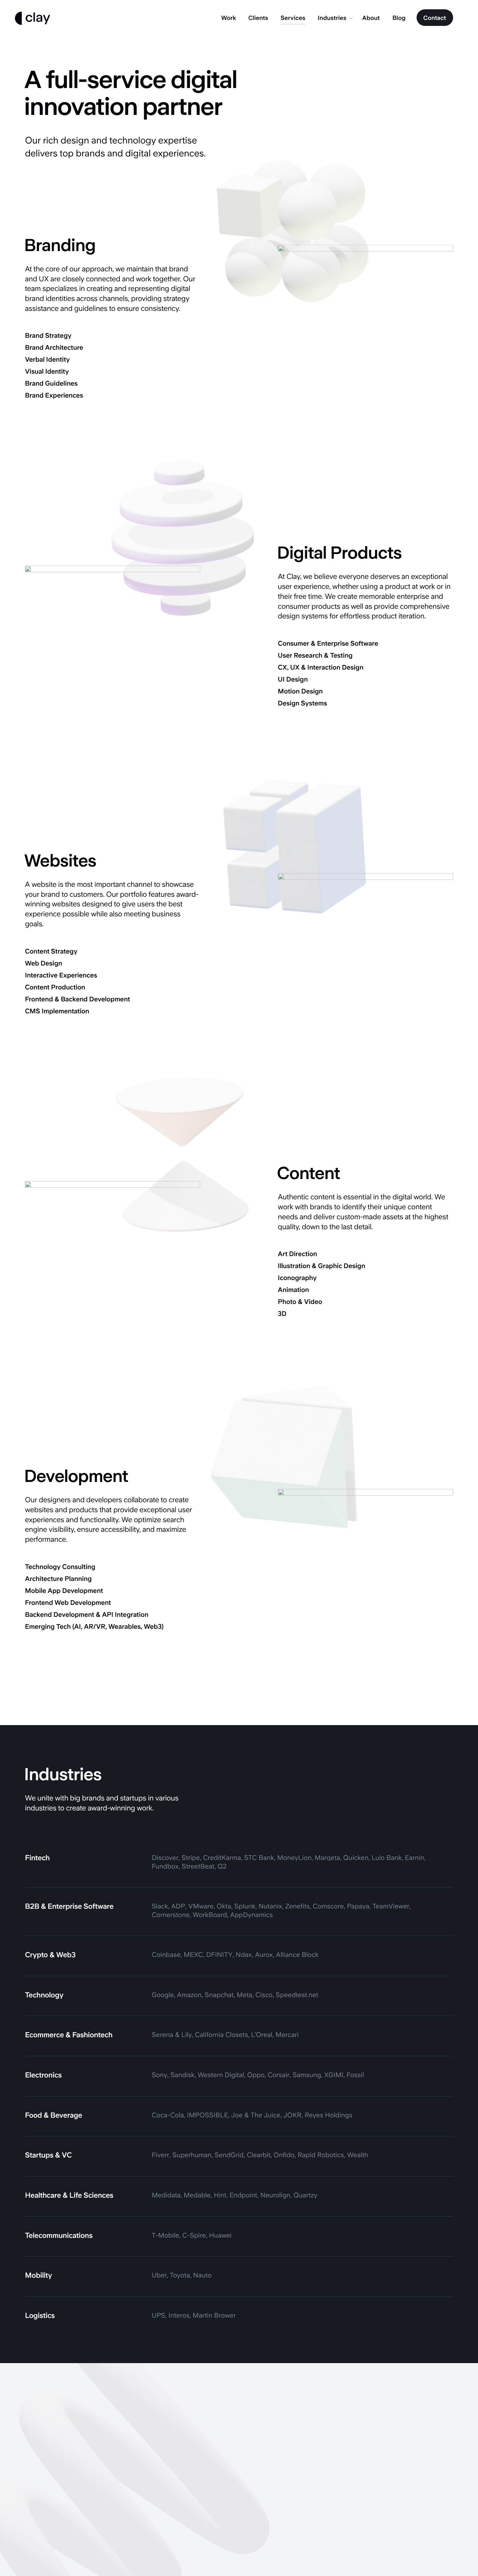 clay
Work Clients Services Industries About Blog Contact
A full-service digital
innovation partner
Our rich design and technology expertise
delivers top brands and digital experiences.
Branding
At the core of our approach, we maintain that brand
and UX are closely connected and work together. Our
team specializes in creating and representing digital
brand identities across channels, providing strategy
assistance and guidelines to ensure consistency.
Brand Strategy
Brand Architecture
Verbal Identity
Visual Identity
Brand Guidelines
Brand Experiences
Digital Products
At Clay, we believe everyone deserves an exceptional
user experience, whether using a product at work or in
their free time. We create memorable enterprise and
consumer products as well as provide comprehensive
design systems for effortless product iteration.
Consumer & Enterprise Software
User Research & Testing
CX, UX & Interaction Design
UI Design
Motion Design
Design Systems
Websites
A website is the most important channel to showcase
your brand to customers. Our portfolio features award-
winning websites designed to give users the best
experience possible while also meeting business
goals.
Content Strategy
Web Design
Interactive Experiences
Content Production
Frontend & Backend Development
CMS Implementation
Content
Authentic content is essential in the digital world. We
work with brands to identify their unique content
needs and deliver custom-made assets at the highest
quality, down to the last detail.
Art Direction
Illustration & Graphic Design
Iconography
Animation
Photo & Video
3D
Development
Our designers and developers collaborate to create
websites and products that provide exceptional user
experiences and functionality. We optimize search
engine visibility, ensure accessibility, and maximize
performance.
Technology Consulting
Architecture Planning
Mobile App Development
Frontend Web Development
Backend Development & API Integration
Emerging Tech (AI, AR/VR, Wearables, Web3)
Industries
We unite with big brands and startups in various
industries to create award-winning work.
Fintech
Discover, Stripe, CreditKarma, STC Bank, MoneyLion, Marqeta, Quicken, Lulo Bank, Earnin,
Fundbox, StreetBeat, Q2
B2B & Enterprise Software
Slack, ADP, VMware, Okta, Splunk, Nutanix, Zenefits, Comscore, Papaya, TeamViewer,
Cornerstone, WorkBoard, AppDynamics
Crypto & Web3
Coinbase, MEXC, DFINITY, Ndax, Aurox, Alliance Block
Technology
Google, Amazon, Snapchat, Meta, Cisco, Speedtest.net
Ecommerce & Fashiontech
Serena & Lily, California Closets, L'Oreal, Mercari
Electronics
Sony, Sandisk, Western Digital, Oppo, Corsair, Samsung, XGIMI, Fossil
Food & Beverage
Coca-Cola, IMPOSSIBLE, Joe & The Juice, JOKR, Reyes Holdings
Startups & VC
Fiverr, Superhuman, SendGrid, Clearbit, Onfido, Rapid Robotics, Wealth
Healthcare & Life Sciences
Medidata, Medable, Hint, Endpoint, Neurolign, Quartzy
Telecommunications
T-Mobile, C-Spire, Huawei
Mobility
Uber, Toyota, Nauto
Logistics
UPS, Interos, Martin Brower